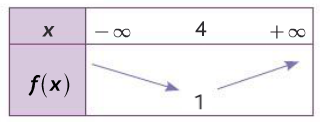 x −∞ 4 +∞
f(x) 1